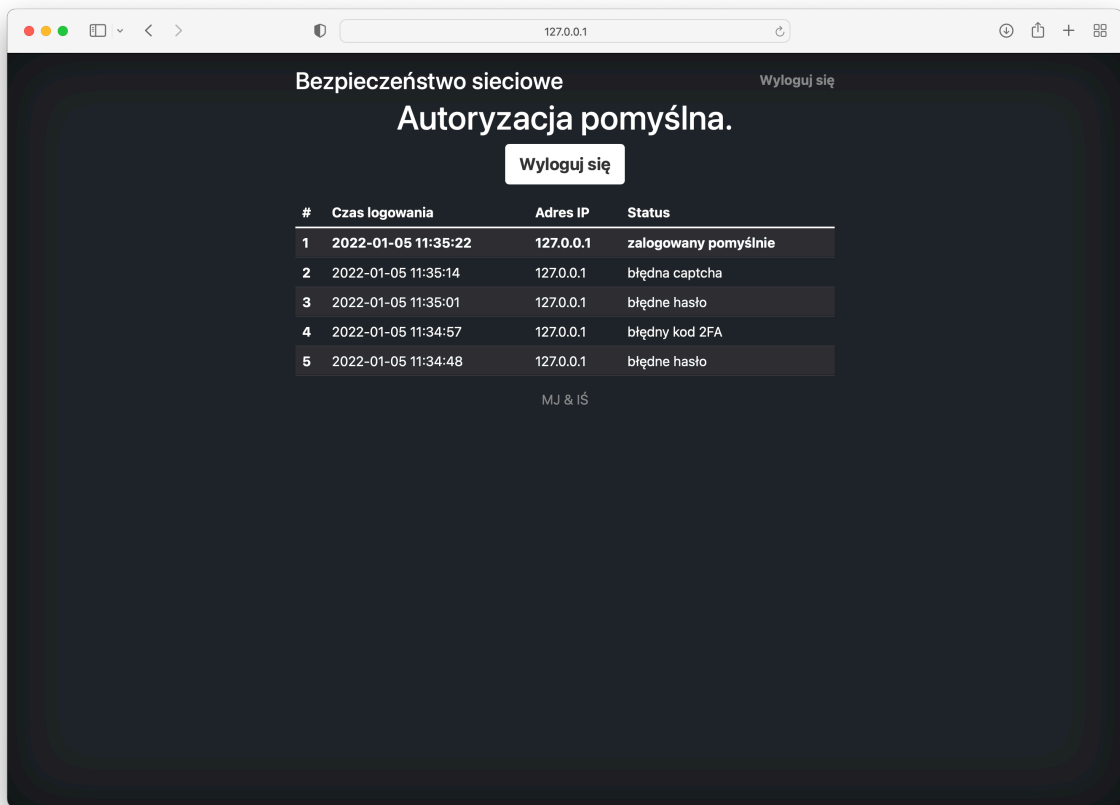 127.0.0.1
Bezpieczeństwo sieciowe Wyloguj się
Autoryzacja pomyślna.
Wyloguj się
# Czas logowania Adres IP Status
1 2022-01-05 11:35:22 127.0.0.1 zalogowany pomyślnie
2 2022-01-05 11:35:14 127.0.0.1 błędna captcha
3 2022-01-05 11:35:01 127.0.0.1 błędne hasło
4 2022-01-05 11:34:57 127.0.0.1 błędny kod 2FA
5 2022-01-05 11:34:48 127.0.0.1 błędne hasło
MJ & IŚ